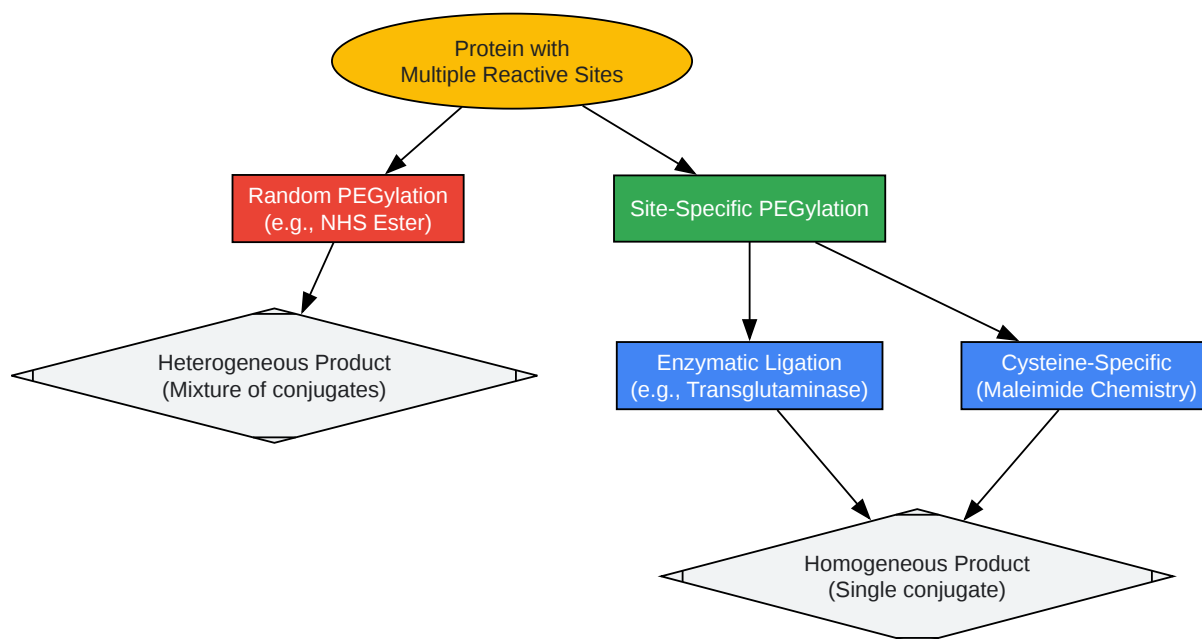 Protein with
Multiple Reactive Sites
Random PEGylation
(e.g., NHS Ester)
Site-Specific PEGylation
Heterogeneous Product
(Mixture of conjugates)
Enzymatic Ligation
(e.g., Transglutaminase)
Cysteine-Specific
(Maleimide Chemistry)
Homogeneous Product
(Single conjugate)